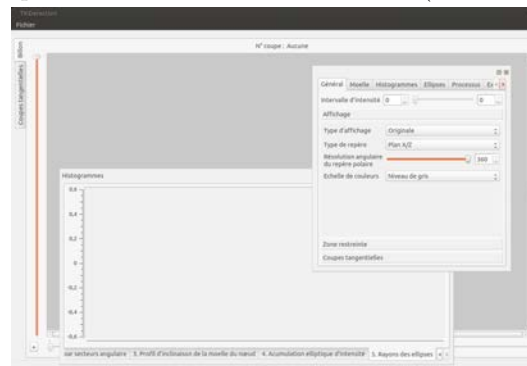 TKDetection
Fichier
Billon
Coupes tangentielles
N° coupe : Aucune
Général Moelle Histogrammes Ellipses Processus Ex
Intervalle d'intensité 0 0
Affichage
Type d'affichage Originale
Type de repère Plan X/Z
Résolution angulaire du repère polaire 360
Echelle de couleurs Niveau de gris
Zone restreinte
Coupes tangentielles
Histogrammes
0,6
0,4
0,2
0
-0,2
-0,4
-0,6
par secteurs angulaire 3. Profil d'inclinaison de la moelle du nœud 4. Acumulation elliptique d'intensité 5. Rayons des ellipses